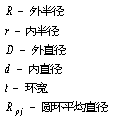 R - 外半径
r - 内半径
D - 外直径
d - 内直径
t - 环宽
Rpj - 圆环平均直径